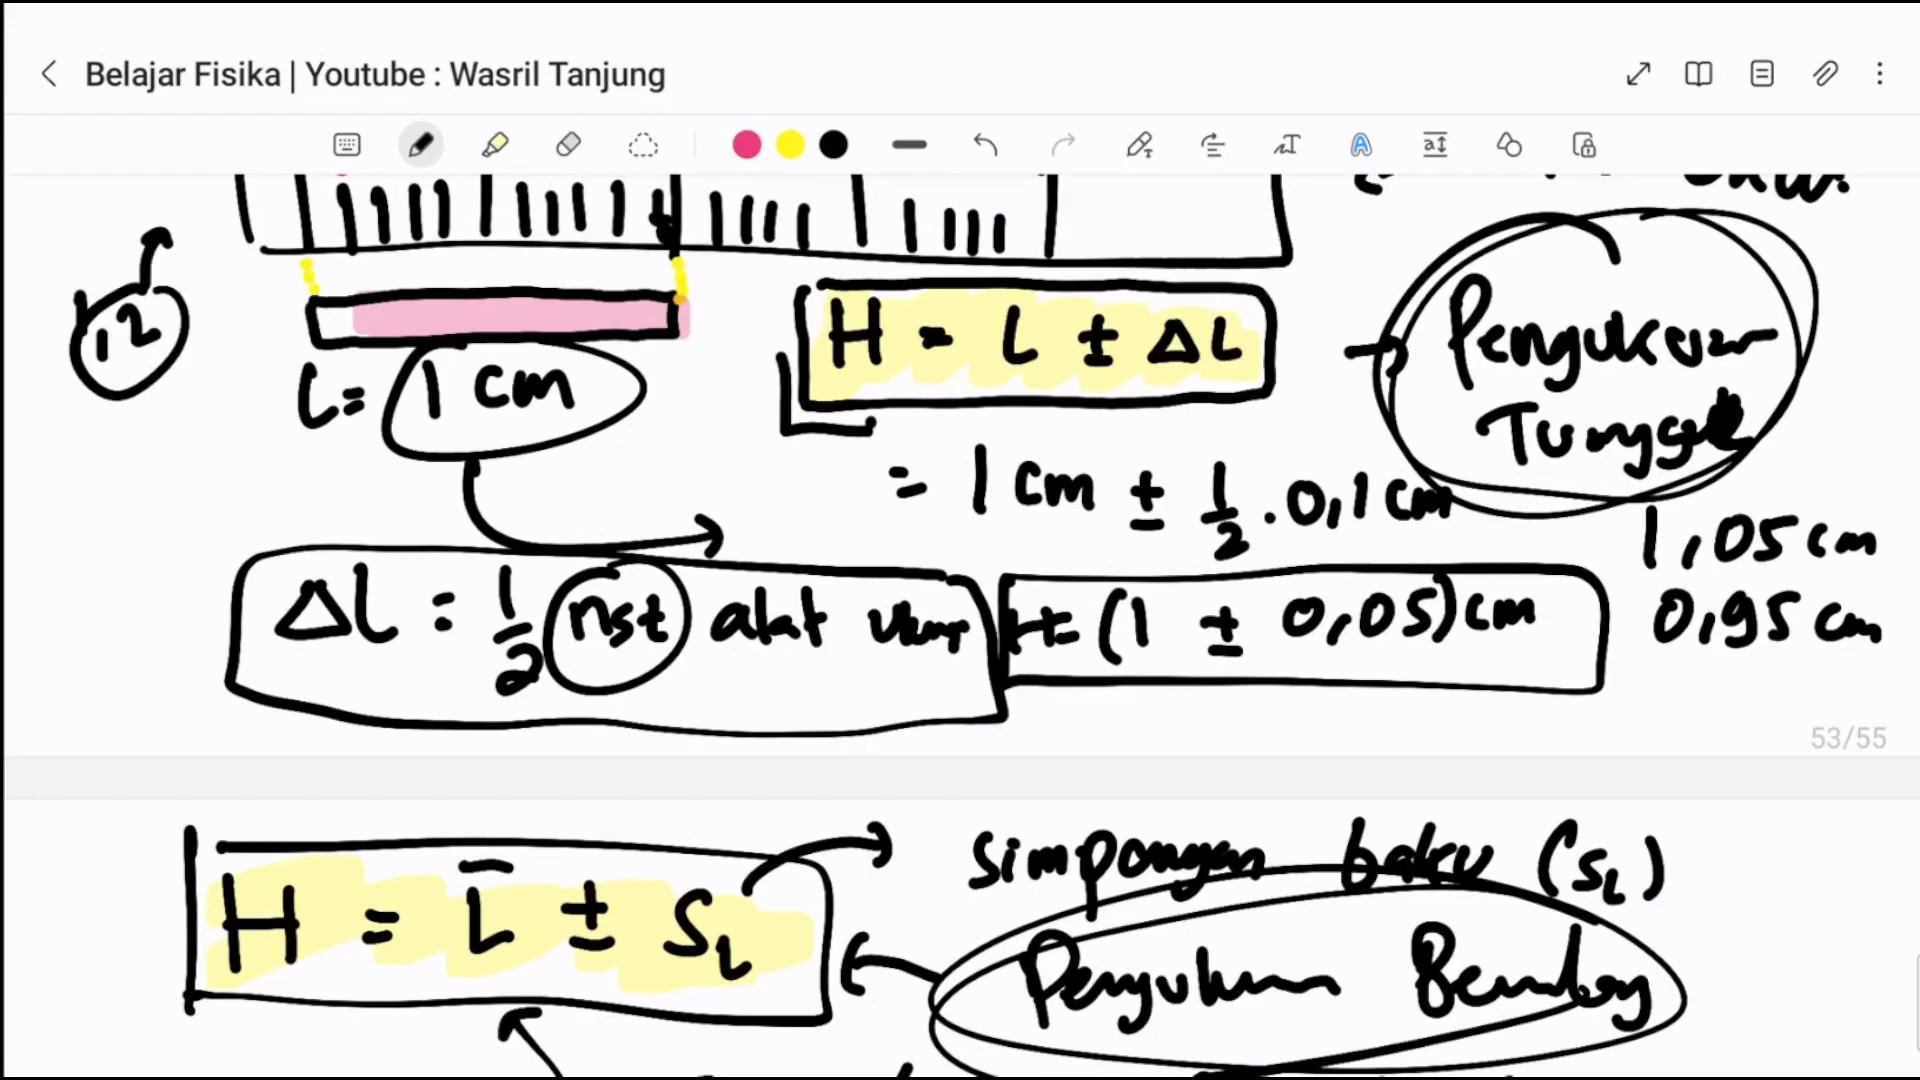 Belajar Fisika | Youtube : Wasril Tanjung
12
L = 1 cm
H = L ± ΔL
Pengukuran
Tunggal
= 1 cm ± 1/2 . 0,1 cm
1,05 cm
0,95 cm
ΔL = 1/2 nst alat ukur
H = (1 ± 0,05) cm
53/55
H = L̄ ± S_L
Simpangan baku (S_L)
Pengukuran Berulang